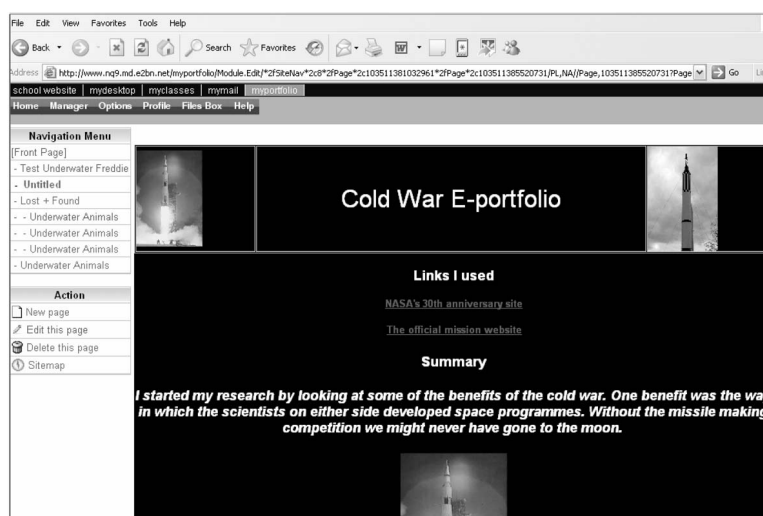 File Edit View Favorites Tools Help
Back Search Favorites
Address http://www.nq9.md.e2bn.net/myportfolio/Module.Edit/*2fSiteNav*2c8*2fPage*2c103511381032961*2fPage*2c103511385520731/PL,NA//Page,103511385520731?Page Go
school website | mydesktop | myclasses | mymail | myportfolio
Home Manager Options Profile Files Box Help
Navigation Menu
[Front Page]
- Test Underwater Freddie
- Untitled
- Lost + Found
- - Underwater Animals
- - Underwater Animals
- - Underwater Animals
- Underwater Animals
Action
New page
Edit this page
Delete this page
Sitemap
Cold War E-portfolio
Links I used
NASA's 30th anniversary site
The official mission website
Summary
I started my research by looking at some of the benefits of the cold war. One benefit was the wa
in which the scientists on either side developed space programmes. Without the missile making
competition we might never have gone to the moon.